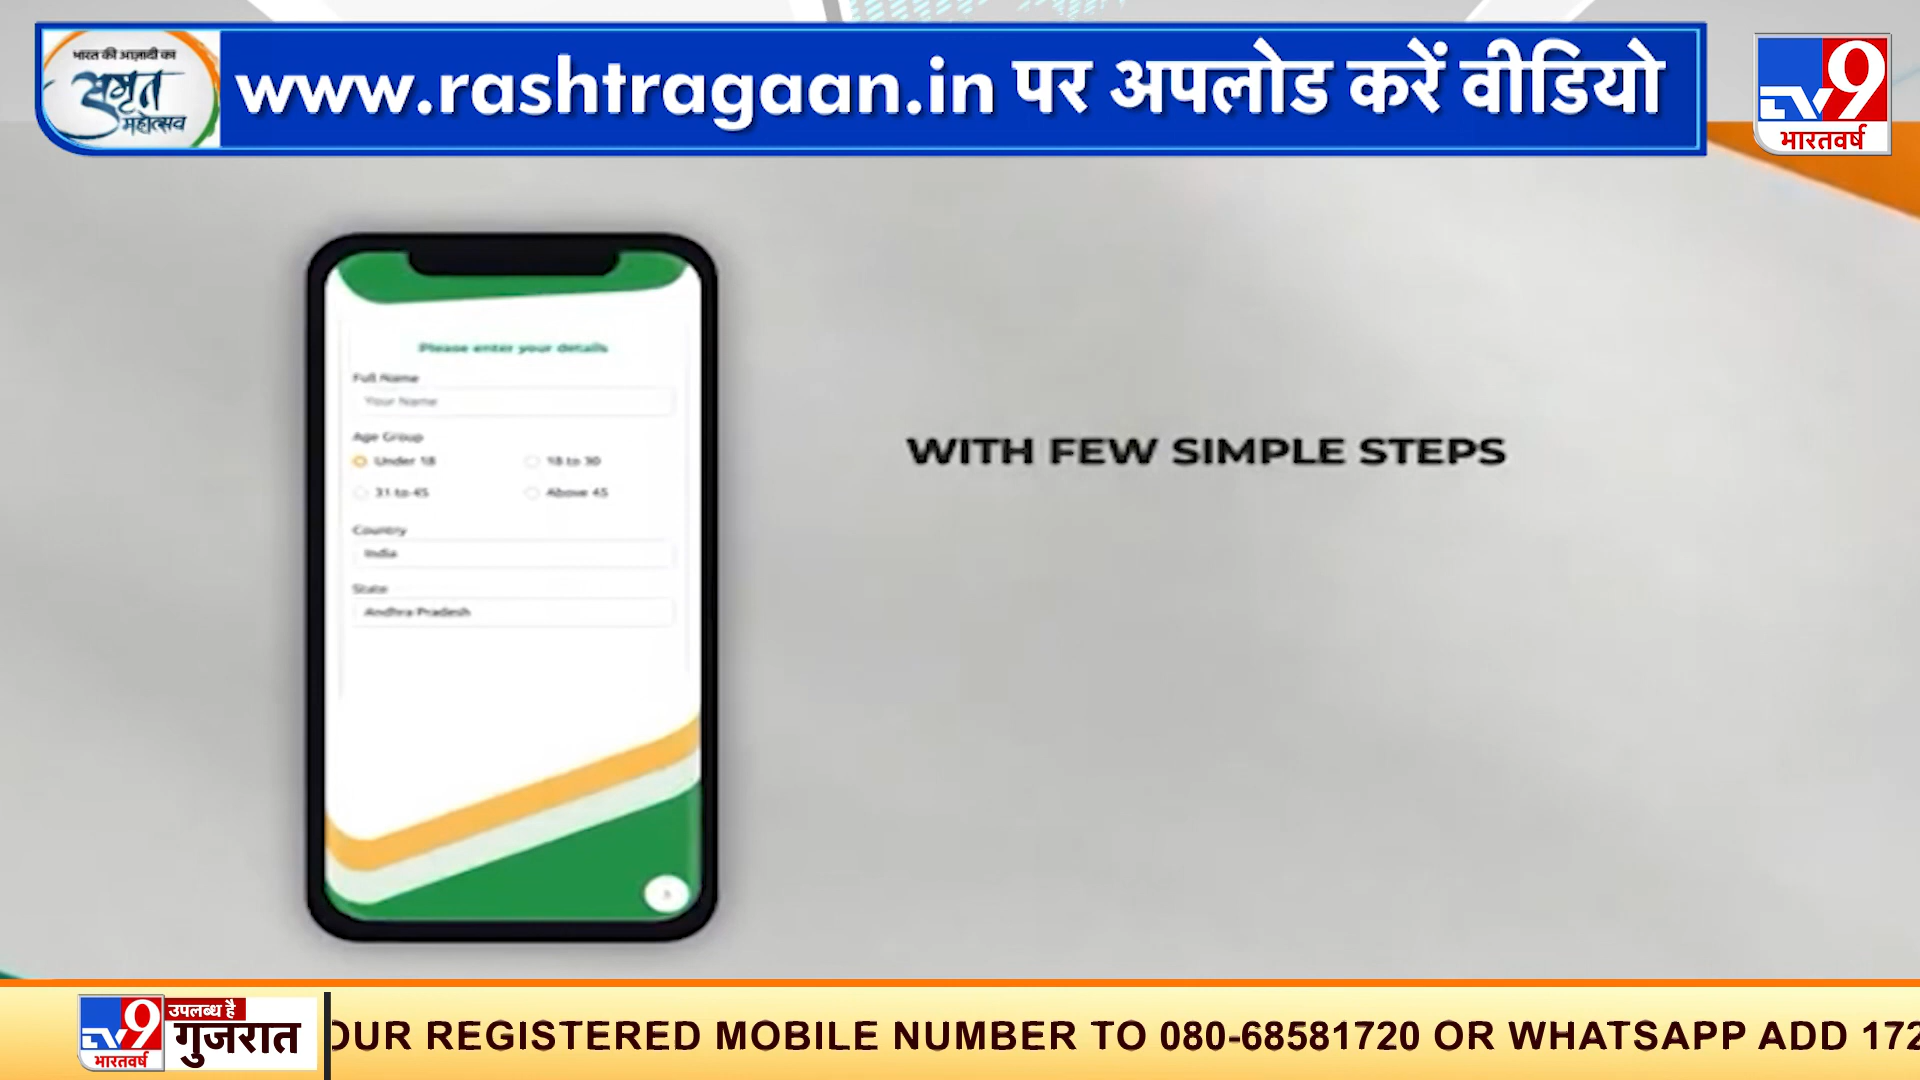 भारत की आज़ादी का
अमृत
महोत्सव
www.rashtragaan.in पर अपलोड करें वीडियो
TV9
भारतवर्ष
Please enter your details
Full Name
Your Name
Age Group
Under 18
18 to 30
31 to 45
Above 45
Country
India
State
Andhra Pradesh
WITH FEW SIMPLE STEPS
TV9
भारतवर्ष
उपलब्ध है
गुजरात
OUR REGISTERED MOBILE NUMBER TO 080-68581720 OR WHATSAPP ADD 172